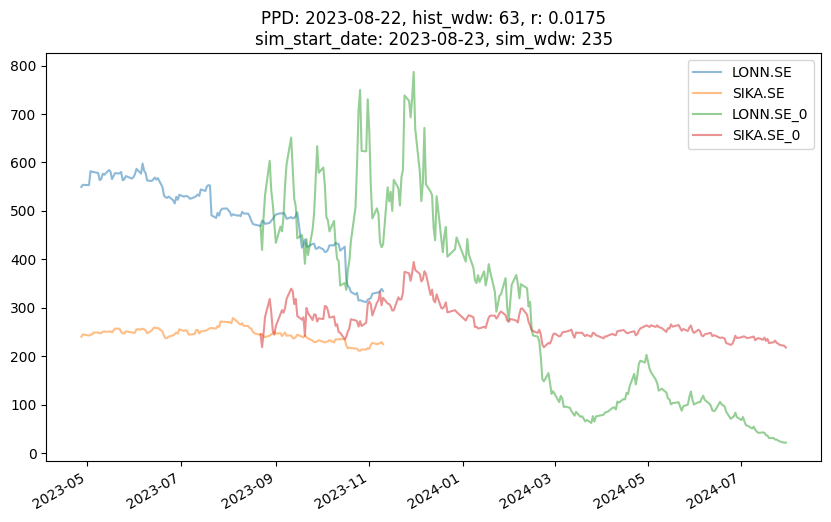 PPD: 2023-08-22, hist_wdw: 63, r: 0.0175
sim_start_date: 2023-08-23, sim_wdw: 235
LONN.SE
SIKA.SE
LONN.SE_0
SIKA.SE_0
800
700
600
500
400
300
200
100
0
2023-05
2023-07
2023-09
2023-11
2024-01
2024-03
2024-05
2024-07